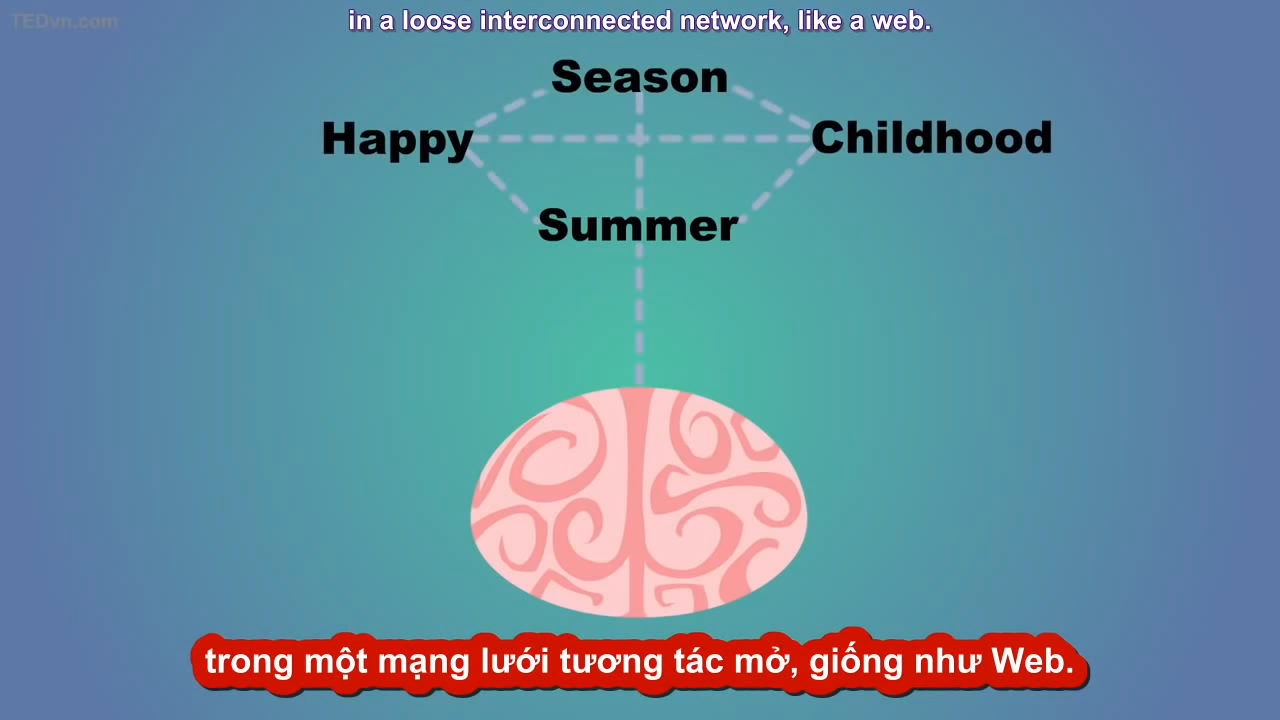 TEDvn.com
in a loose interconnected network, like a web.
Season
Happy
Childhood
Summer
trong một mạng lưới tương tác mở, giống như Web.